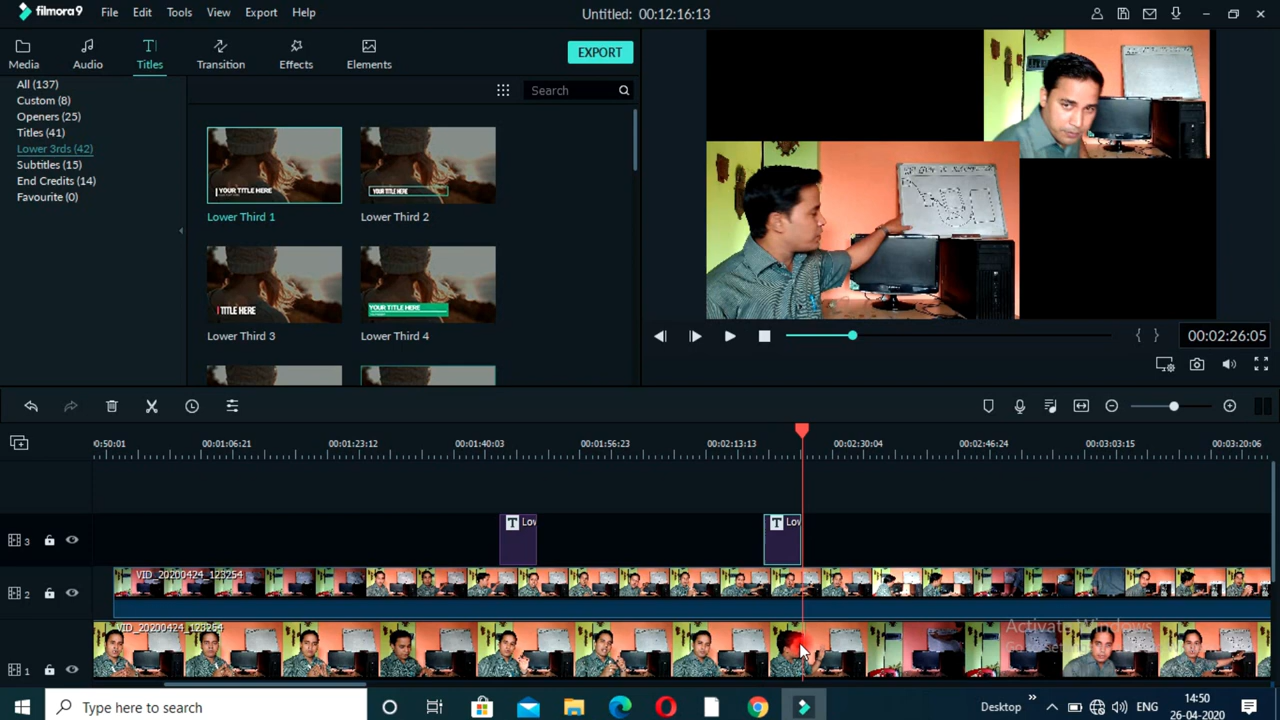 filmora9
File Edit Tools View Export Help
Untitled: 00:12:16:13
Media Audio Titles Transition Effects Elements
EXPORT
All (137)
Custom (8)
Openers (25)
Titles (41)
Lower 3rds (42)
Subtitles (15)
End Credits (14)
Favourite (0)
Search
YOUR TITLE HERE
YOUR TITLE HERE
Lower Third 1 Lower Third 2
YOUR TITLE HERE
YOUR TITLE HERE
Lower Third 3 Lower Third 4
00:02:26:05
0:50:01 00:01:06:21 00:01:23:12 00:01:40:03 00:01:56:23 00:02:13:13 00:02:30:04 00:02:46:24 00:03:03:15 00:03:20:06
3
T Lov
T Lov
2
VID_20200424_123254
1
VID_20200424_123254
Activate Windows
Type here to search
Desktop
ENG
14:50
26-04-2020